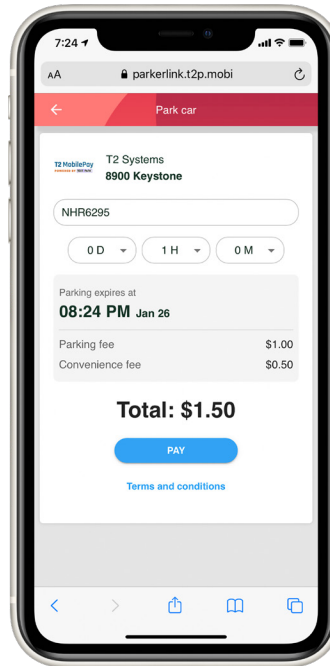 7:24
AA parkerlink.t2p.mobi
Park car
T2 MobilePay
T2 Systems
8900 Keystone
NHR6295
0 D 1 H 0 M
Parking expires at
08:24 PM Jan 26
Parking fee $1.00
Convenience fee $0.50
Total: $1.50
PAY
Terms and conditions